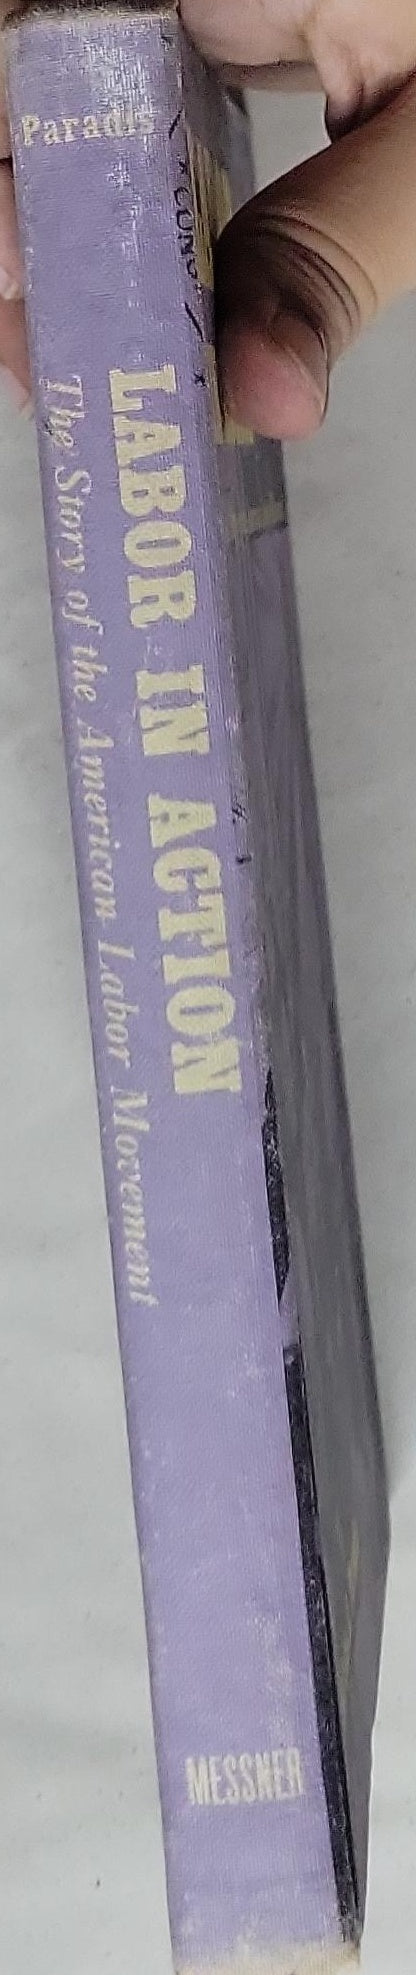 Paradis
LABOR IN ACTION
The Story of the American Labor Movement
MESSNER